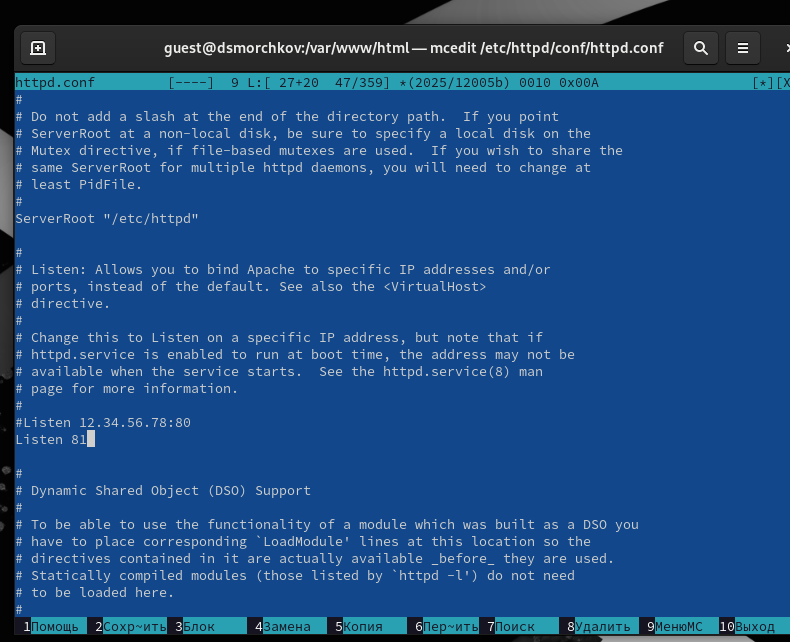 guest@dsmorchkov:/var/www/html — mcedit /etc/httpd/conf/httpd.conf
httpd.conf         [----]  9 L:[ 27+20  47/359] *(2025/12005b) 0010 0x00A                   [*][X
#
# Do not add a slash at the end of the directory path.  If you point
# ServerRoot at a non-local disk, be sure to specify a local disk on the
# Mutex directive, if file-based mutexes are used.  If you wish to share the
# same ServerRoot for multiple httpd daemons, you will need to change at
# least PidFile.
#
ServerRoot "/etc/httpd"
#
# Listen: Allows you to bind Apache to specific IP addresses and/or
# ports, instead of the default. See also the <VirtualHost>
# directive.
#
# Change this to Listen on a specific IP address, but note that if
# httpd.service is enabled to run at boot time, the address may not be
# available when the service starts.  See the httpd.service(8) man
# page for more information.
#
#Listen 12.34.56.78:80
Listen 81
#
# Dynamic Shared Object (DSO) Support
#
# To be able to use the functionality of a module which was built as a DSO you
# have to place corresponding `LoadModule' lines at this location so the
# directives contained in it are actually available _before_ they are used.
# Statically compiled modules (those listed by `httpd -l') do not need
# to be loaded here.
#
1Помощь 2Сохр~ить 3Блок 4Замена 5Копия 6Пер~ить 7Поиск 8Удалить 9МенюMC 10Выход